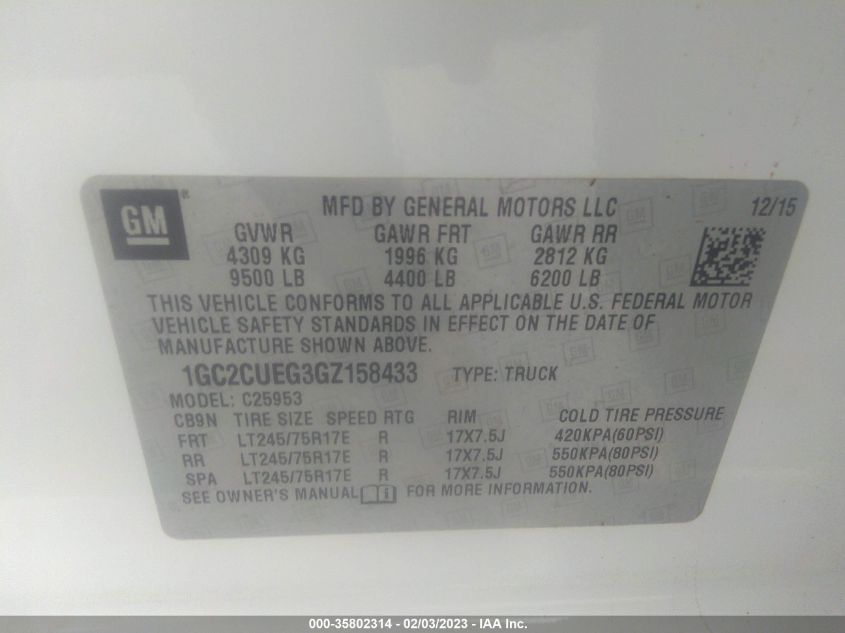 GM ® MFD BY GENERAL MOTORS LLC 12/15
GVWR GAWR FRT GAWR RR
4309 KG 1996 KG 2812 KG
9500 LB 4400 LB 6200 LB
THIS VEHICLE CONFORMS TO ALL APPLICABLE U.S. FEDERAL MOTOR
VEHICLE SAFETY STANDARDS IN EFFECT ON THE DATE OF
MANUFACTURE SHOWN ABOVE.
1GC2CUEG3GZ158433 TYPE: TRUCK
MODEL: C25953
CB9N TIRE SIZE SPEED RTG RIM COLD TIRE PRESSURE
FRT LT245/75R17E R 17X7.5J 420KPA(60PSI)
RR LT245/75R17E R 17X7.5J 550KPA(80PSI)
SPA LT245/75R17E R 17X7.5J 550KPA(80PSI)
SEE OWNER'S MANUAL i FOR MORE INFORMATION.
000-35802314 - 02/03/2023 - IAA Inc.